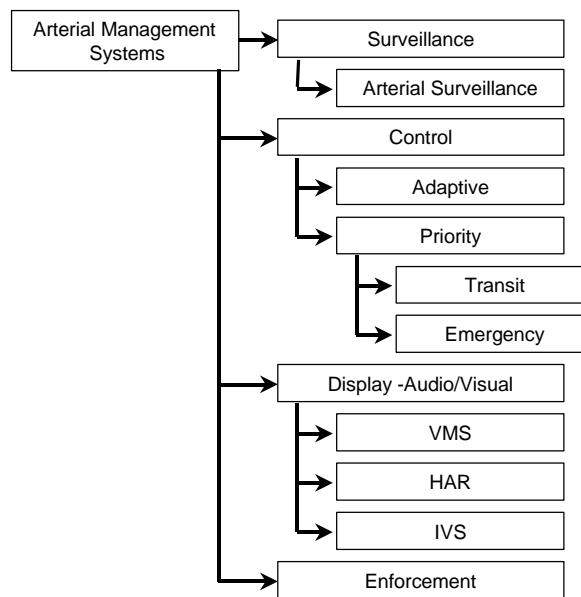 Arterial Management
Systems
Surveillance
Arterial Surveillance
Control
Adaptive
Priority
Transit
Emergency
Display -Audio/Visual
VMS
HAR
IVS
Enforcement